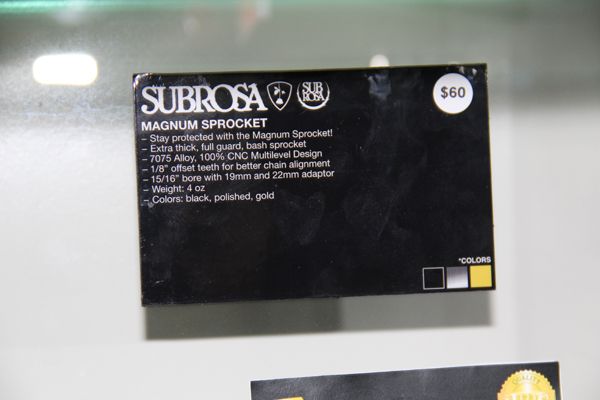 SUBROSA SUB ROSA $60
MAGNUM SPROCKET
– Stay protected with the Magnum Sprocket!
– Extra thick, full guard, bash sprocket
– 7075 Alloy, 100% CNC Multilevel Design
– 1/8" offset teeth for better chain alignment
– 15/16" bore with 19mm and 22mm adaptor
– Weight: 4 oz
– Colors: black, polished, gold
*COLORS